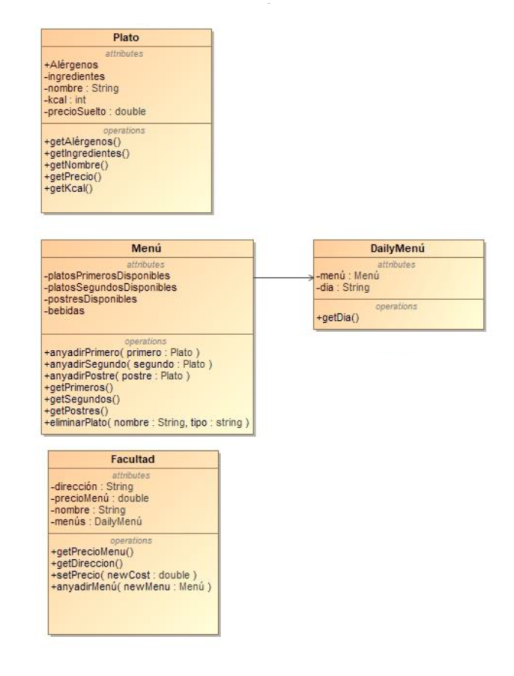 Plato
attributes
+Alérgenos
-ingredientes
-nombre : String
-kcal : int
-precioSuelto : double
operations
+getAlérgenos()
+getIngredientes()
+getNombre()
+getPrecio()
+getKcal()
Menú
attributes
-platosPrimerosDisponibles
-platosSegundosDisponibles
-postresDisponibles
-bebidas
operations
+anyadirPrimero( primero : Plato )
+anyadirSegundo( segundo : Plato )
+anyadirPostre( postre : Plato )
+getPrimeros()
+getSegundos()
+getPostres()
+eliminarPlato( nombre : String, tipo : string )
DailyMenú
attributes
-menú : Menú
-dia : String
operations
+getDia()
Facultad
attributes
-dirección : String
-precioMenú : double
-nombre : String
-menús : DailyMenú
operations
+getPrecioMenu()
+getDireccion()
+setPrecio( newCost : double )
+anyadirMenú( newMenu : Menú )